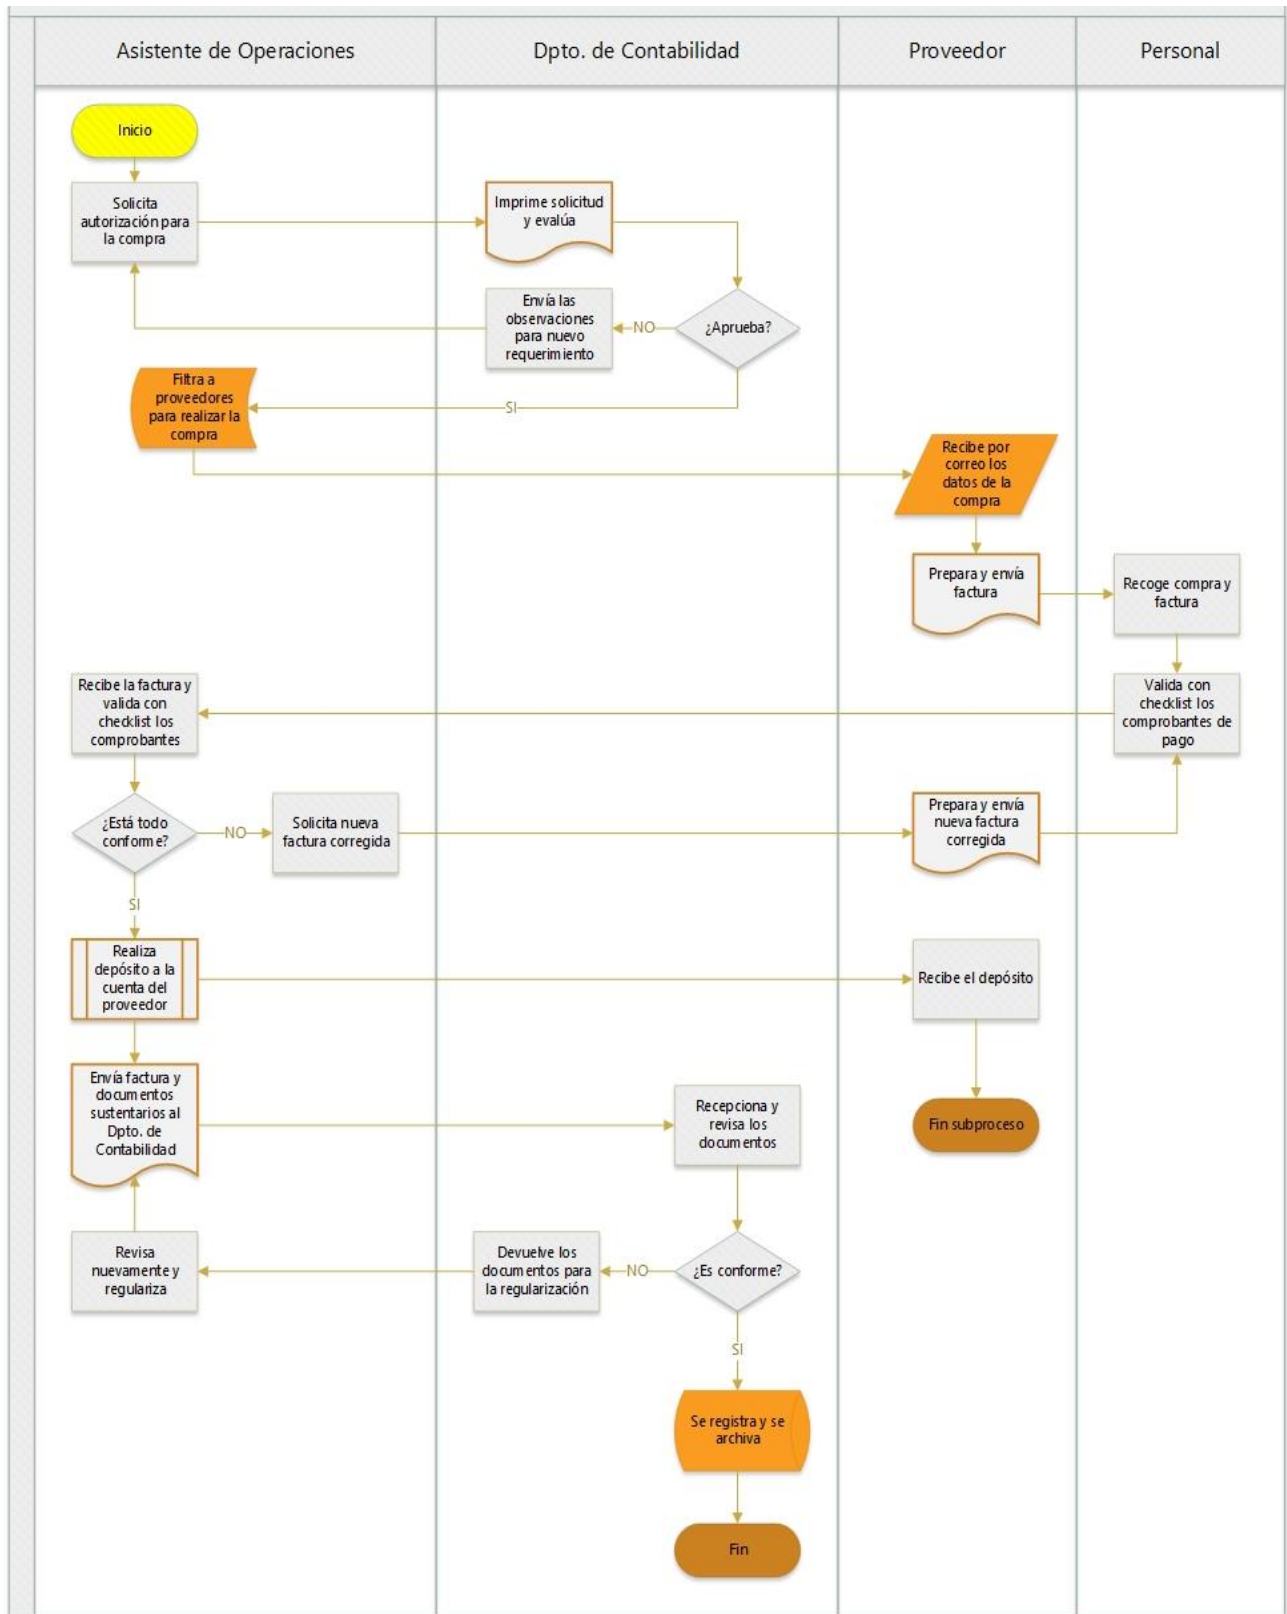 Asistente de Operaciones
Dpto. de Contabilidad
Proveedor
Personal
Inicio
Solicita
autorización para
la compra
Imprime solicitud
y evalúa
¿Aprueba?
NO
Envía las
observaciones
para nuevo
requerimiento
SI
Filtra a
proveedores
para realizar la
compra
Recibe por
correo los
datos de la
compra
Prepara y envía
factura
Recoge compra y
factura
Valida con
checklist los
comprobantes de
pago
Recibe la factura y
valida con
checklist los
comprobantes
¿Está todo
conforme?
NO
Solicita nueva
factura corregida
Prepara y envía
nueva factura
corregida
SI
Realiza
depósito a la
cuenta del
proveedor
Recibe el depósito
Fin subproceso
Envía factura y
documentos
sustentarios al
Dpto. de
Contabilidad
Recepciona y
revisa los
documentos
¿Es conforme?
NO
Devuelve los
documentos para
la regularización
Revisa
nuevamente y
regulariza
SI
Se registra y se
archiva
Fin